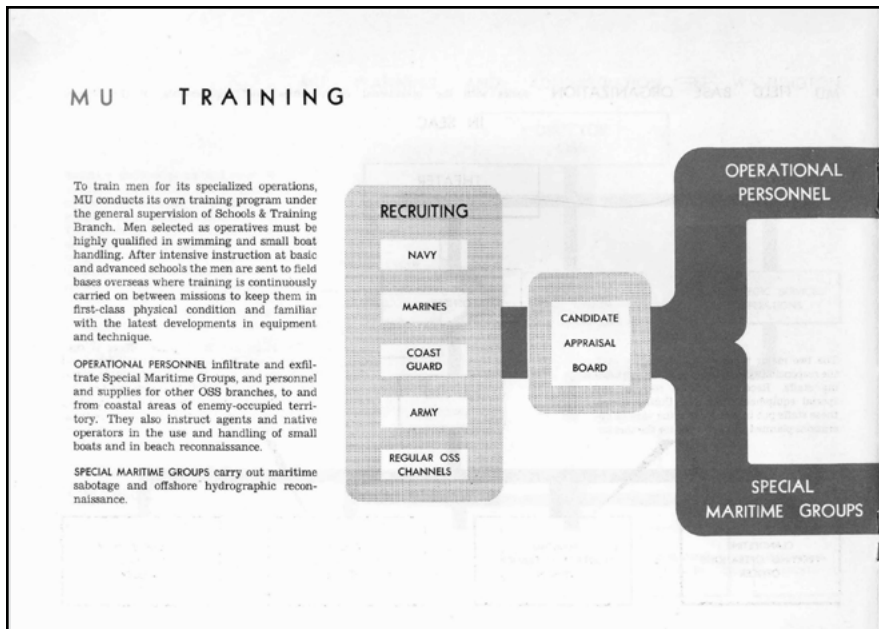 MU TRAINING
To train men for its specialized operations,
MU conducts its own training program under
the general supervision of Schools & Training
Branch. Men selected as operatives must be
highly qualified in swimming and small boat
handling. After intensive instruction at basic
and advanced schools the men are sent to field
bases overseas where training is continuously
carried on between missions to keep them in
first-class physical condition and familiar
with the latest developments in equipment
and technique.
OPERATIONAL PERSONNEL infiltrate and exfil-
trate Special Maritime Groups, and personnel
and supplies for other OSS branches, to and
from coastal areas of enemy-occupied terri-
tory. They also instruct agents and native
operators in the use and handling of small
boats and in beach reconnaissance.
SPECIAL MARITIME GROUPS carry out maritime
sabotage and offshore hydrographic recon-
naissance.
RECRUITING
NAVY
MARINES
COAST
GUARD
ARMY
REGULAR OSS
CHANNELS
CANDIDATE
APPRAISAL
BOARD
OPERATIONAL
PERSONNEL
SPECIAL
MARITIME GROUPS